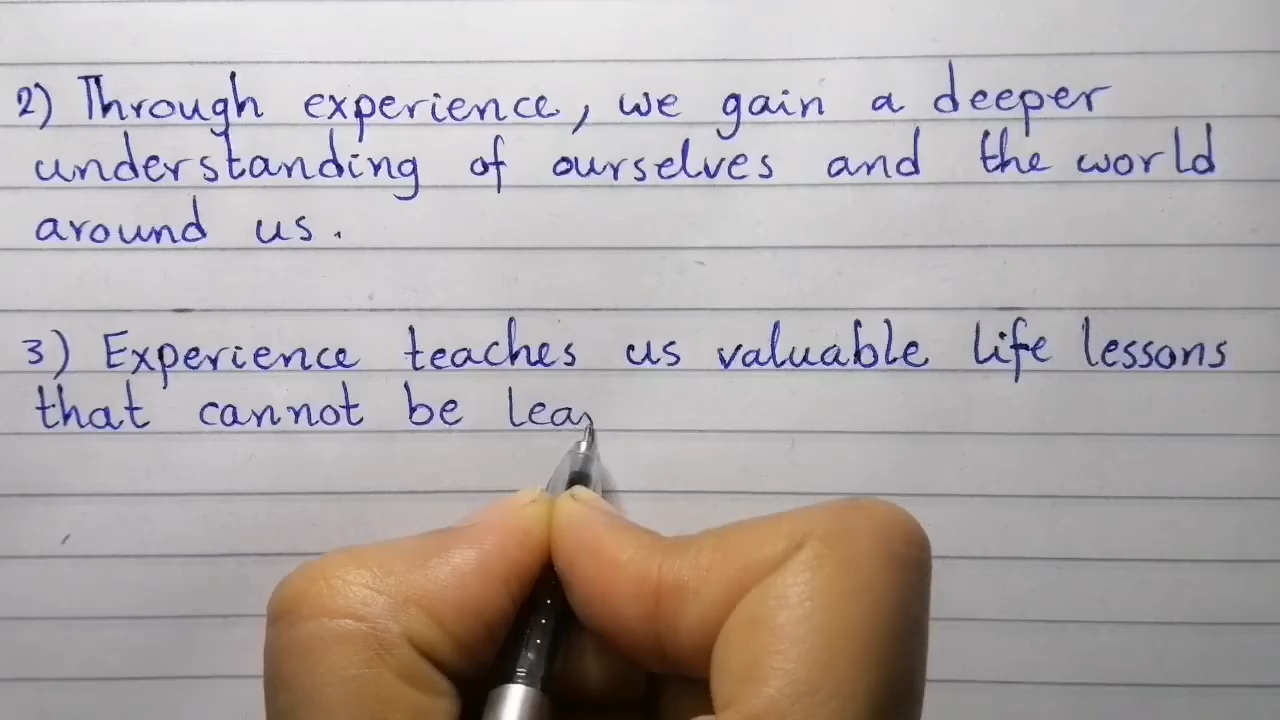 2) Through experience, we gain a deeper
understanding of ourselves and the world
around us.
3) Experience teaches us valuable life lessons
that cannot be lea